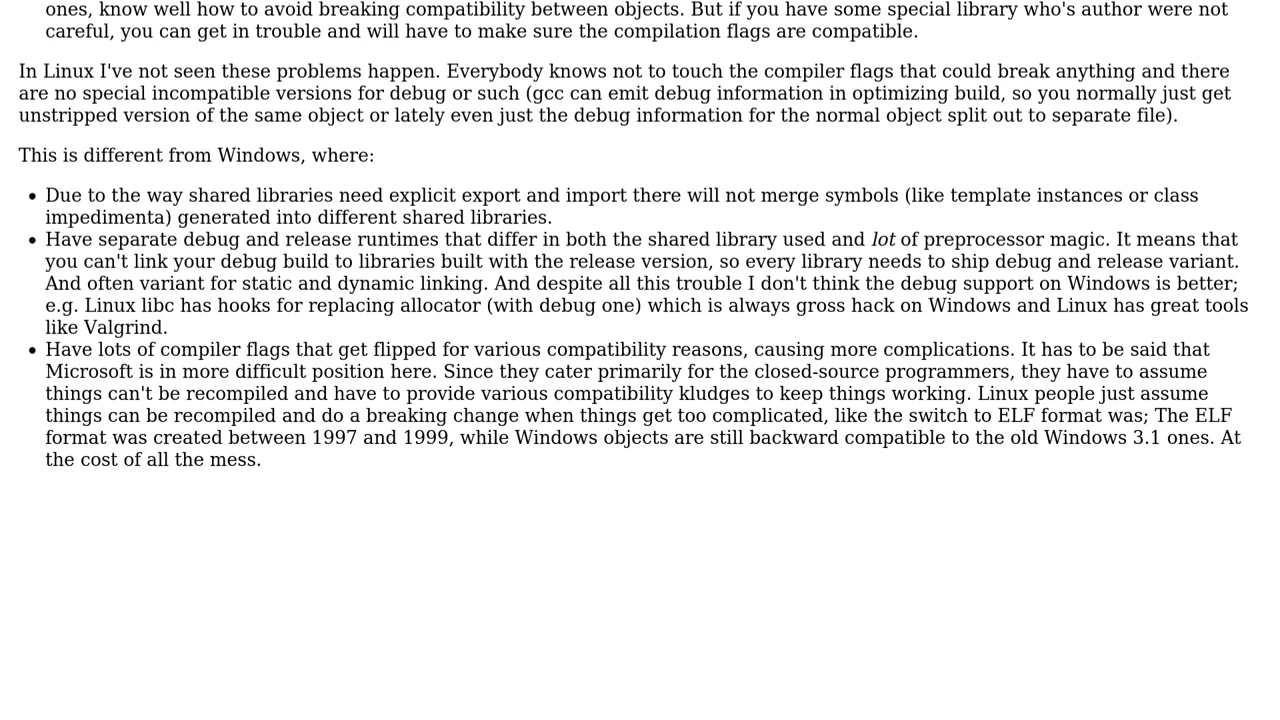 ones, know well how to avoid breaking compatibility between objects. But if you have some special library who's author were not
careful, you can get in trouble and will have to make sure the compilation flags are compatible.
In Linux I've not seen these problems happen. Everybody knows not to touch the compiler flags that could break anything and there
are no special incompatible versions for debug or such (gcc can emit debug information in optimizing build, so you normally just get
unstripped version of the same object or lately even just the debug information for the normal object split out to separate file).
This is different from Windows, where:
• Due to the way shared libraries need explicit export and import there will not merge symbols (like template instances or class
impedimenta) generated into different shared libraries.
• Have separate debug and release runtimes that differ in both the shared library used and lot of preprocessor magic. It means that
you can't link your debug build to libraries built with the release version, so every library needs to ship debug and release variant.
And often variant for static and dynamic linking. And despite all this trouble I don't think the debug support on Windows is better;
e.g. Linux libc has hooks for replacing allocator (with debug one) which is always gross hack on Windows and Linux has great tools
like Valgrind.
• Have lots of compiler flags that get flipped for various compatibility reasons, causing more complications. It has to be said that
Microsoft is in more difficult position here. Since they cater primarily for the closed-source programmers, they have to assume
things can't be recompiled and have to provide various compatibility kludges to keep things working. Linux people just assume
things can be recompiled and do a breaking change when things get too complicated, like the switch to ELF format was; The ELF
format was created between 1997 and 1999, while Windows objects are still backward compatible to the old Windows 3.1 ones. At
the cost of all the mess.